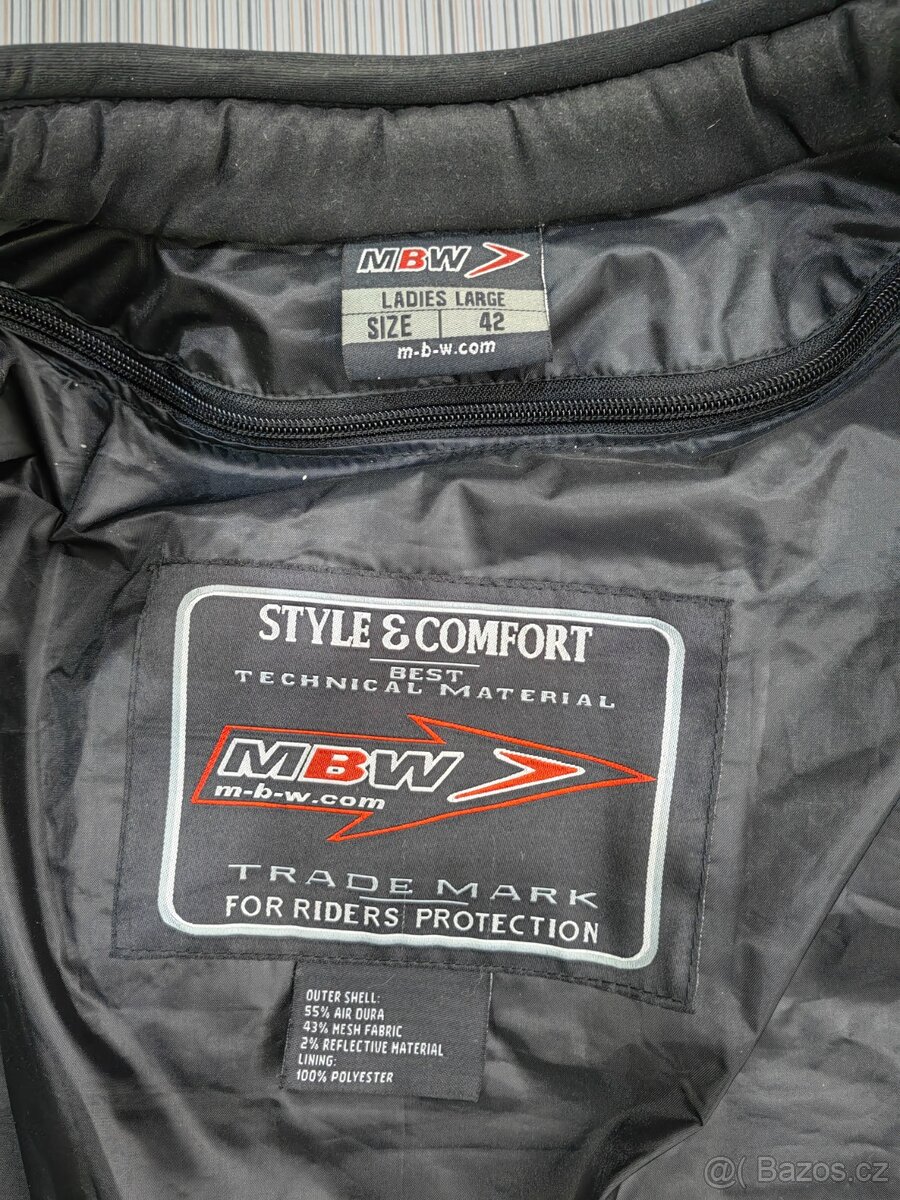 MBW
LADIES LARGE
SIZE 42
m-b-w.com
STYLE & COMFORT
BEST
TECHNICAL MATERIAL
MBW
m-b-w.com
TRADE MARK
FOR RIDERS PROTECTION
OUTER SHELL:
55% AIR DURA
43% MESH FABRIC
2% REFLECTIVE MATERIAL
LINING:
100% POLYESTER
@( Bazos.cz